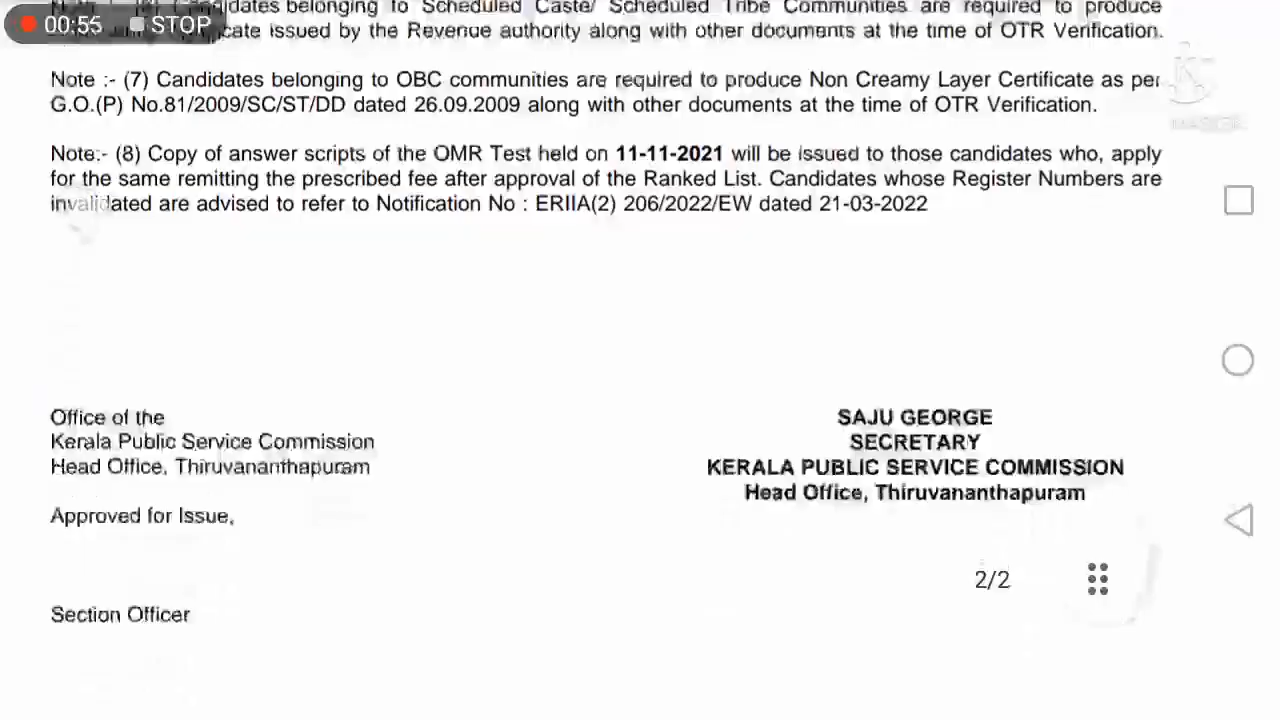 (6) Candidates belonging to Scheduled Caste/ Scheduled Tribe Communities are required to produce
00:55 STOP
issued by the Revenue authority along with other documents at the time of OTR Verification.
Note :- (7) Candidates belonging to OBC communities are required to produce Non Creamy Layer Certificate as per
G.O.(P) No.81/2009/SC/ST/DD dated 26.09.2009 along with other documents at the time of OTR Verification.
Note:- (8) Copy of answer scripts of the OMR Test held on 11-11-2021 will be issued to those candidates who, apply
for the same remitting the prescribed fee after approval of the Ranked List. Candidates whose Register Numbers are
invalidated are advised to refer to Notification No : ERIIA(2) 206/2022/EW dated 21-03-2022
Office of the
Kerala Public Service Commission
Head Office, Thiruvananthapuram
Approved for Issue,
Section Officer
SAJU GEORGE
SECRETARY
KERALA PUBLIC SERVICE COMMISSION
Head Office, Thiruvananthapuram
2/2